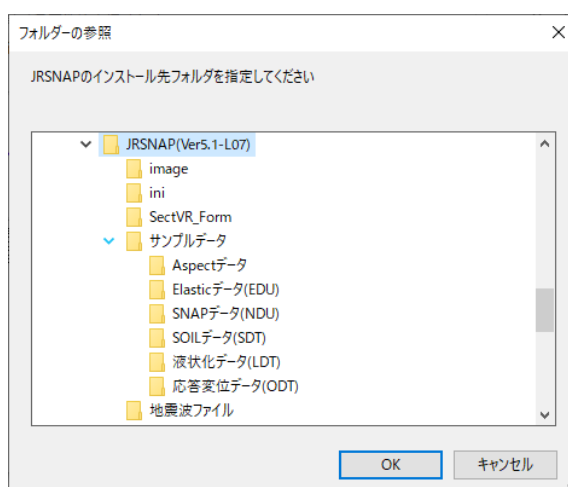 フォルダーの参照
JRSNAPのインストール先フォルダを指定してください
JRSNAP(Ver5.1-L07)
image
ini
SectVR_Form
サンプルデータ
Aspectデータ
Elasticデータ(EDU)
SNAPデータ(NDU)
SOILデータ(SDT)
液状化データ(LDT)
応答変位データ(ODT)
地震波ファイル
OK
キャンセル